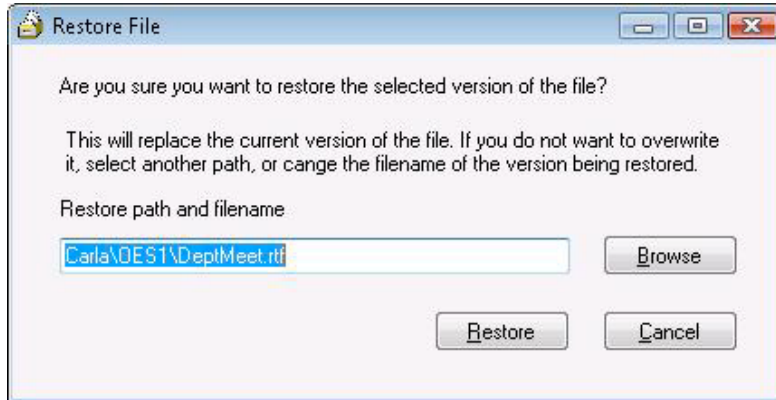 Restore File
Are you sure you want to restore the selected version of the file?
This will replace the current version of the file. If you do not want to overwrite
it, select another path, or cange the filename of the version being restored.
Restore path and filename
Carla\OES1\DeptMeet.rtf
Browse
Restore
Cancel